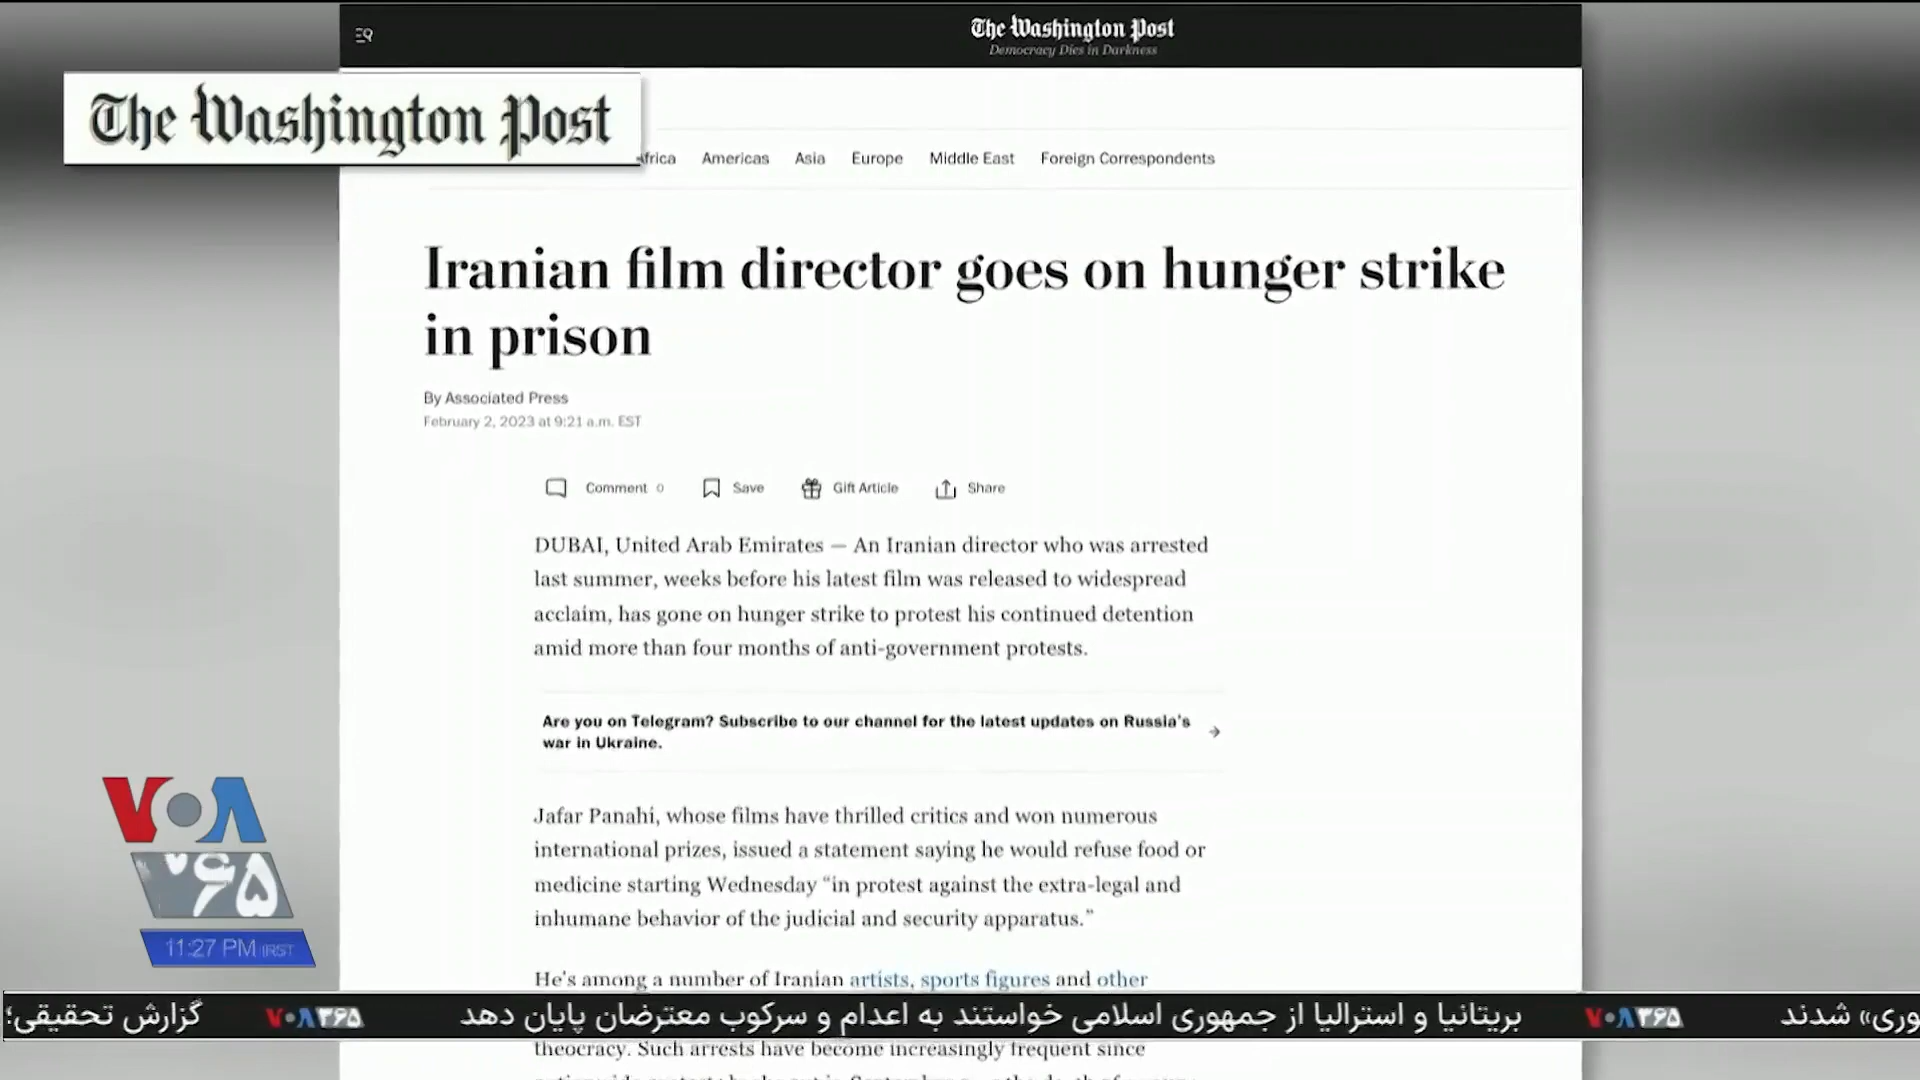 The Washington Post
Democracy Dies in Darkness
The Washington Post
Americas Asia Europe Middle East Foreign Correspondents
Iranian film director goes on hunger strike
in prison
By Associated Press
February 2, 2023 at 9:21 a.m. EST
Comment 0 Save Gift Article Share
DUBAI, United Arab Emirates — An Iranian director who was arrested
last summer, weeks before his latest film was released to widespread
acclaim, has gone on hunger strike to protest his continued detention
amid more than four months of anti-government protests.
Are you on Telegram? Subscribe to our channel for the latest updates on Russia's
war in Ukraine.
Jafar Panahi, whose films have thrilled critics and won numerous
international prizes, issued a statement saying he would refuse food or
medicine starting Wednesday “in protest against the extra-legal and
inhumane behavior of the judicial and security apparatus.”
He's among a number of Iranian artists, sports figures and other
VOA
۳۶۵
11:27 PM IRST
شدند VOA۳۶۵ بریتانیا و استرالیا از جمهوری اسلامی خواستند به اعدام و سرکوب معترضان پایان دهد VOA۳۶۵ گزارش تحقیقی؛
theocracy. Such arrests have become increasingly frequent since